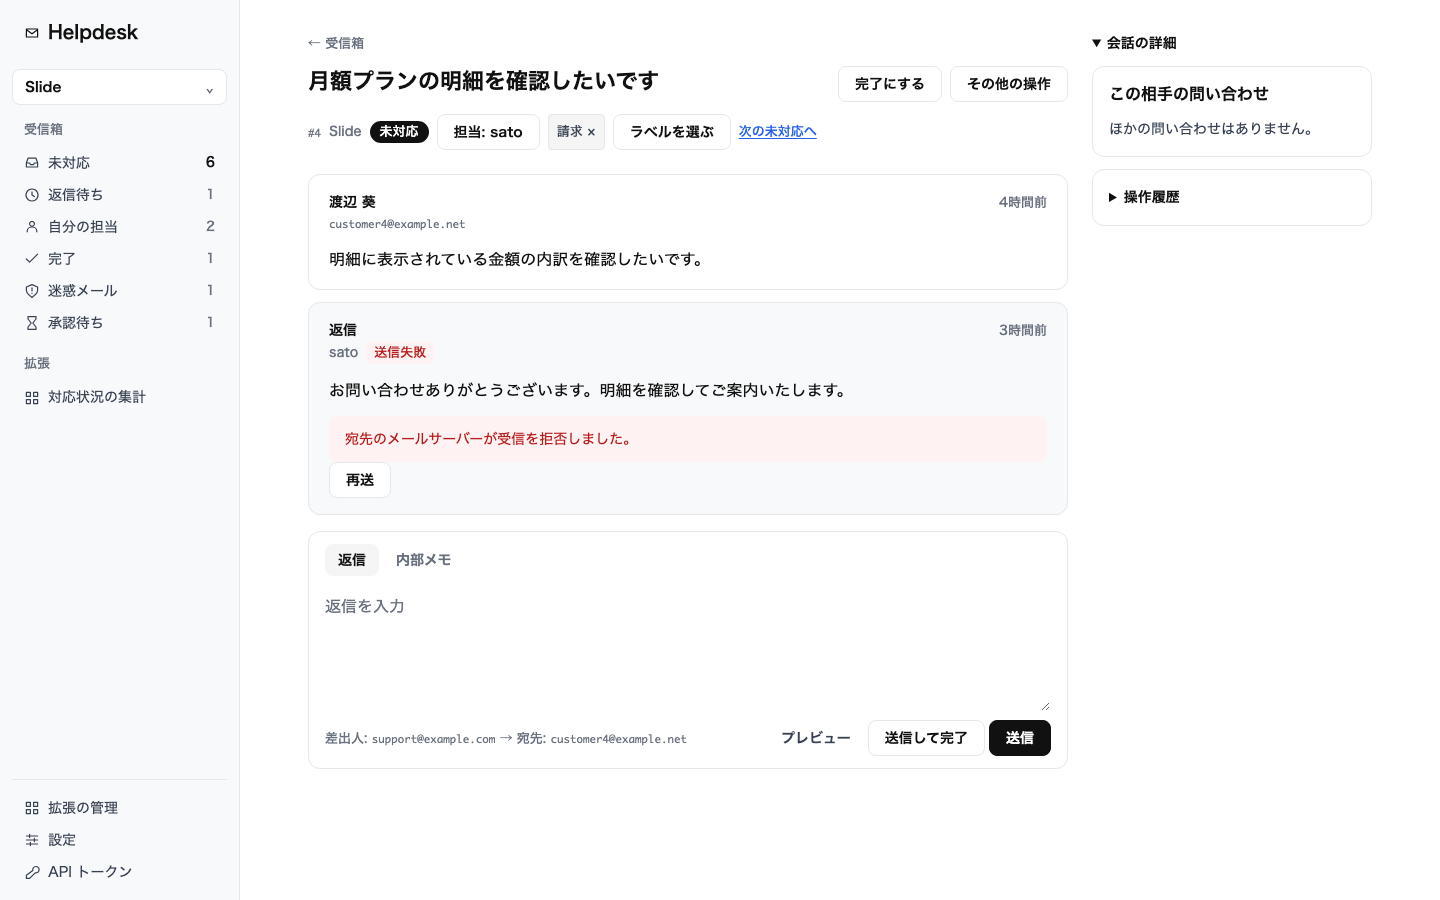 Helpdesk
Slide
受信箱
未対応 6
返信待ち 1
自分の担当 2
完了 1
迷惑メール 1
承認待ち 1
拡張
対応状況の集計
拡張の管理
設定
API トークン
← 受信箱
月額プランの明細を確認したいです
完了にする
その他の操作
#4 Slide 未対応 担当: sato 請求 × ラベルを選ぶ 次の未対応へ
渡辺 葵 4時間前
customer4@example.net
明細に表示されている金額の内訳を確認したいです。
返信 3時間前
sato 送信失敗
お問い合わせありがとうございます。明細を確認してご案内いたします。
宛先のメールサーバーが受信を拒否しました。
再送
返信 内部メモ
返信を入力
差出人: support@example.com → 宛先: customer4@example.net
プレビュー 送信して完了 送信
▼ 会話の詳細
この相手の問い合わせ
ほかの問い合わせはありません。
▶ 操作履歴